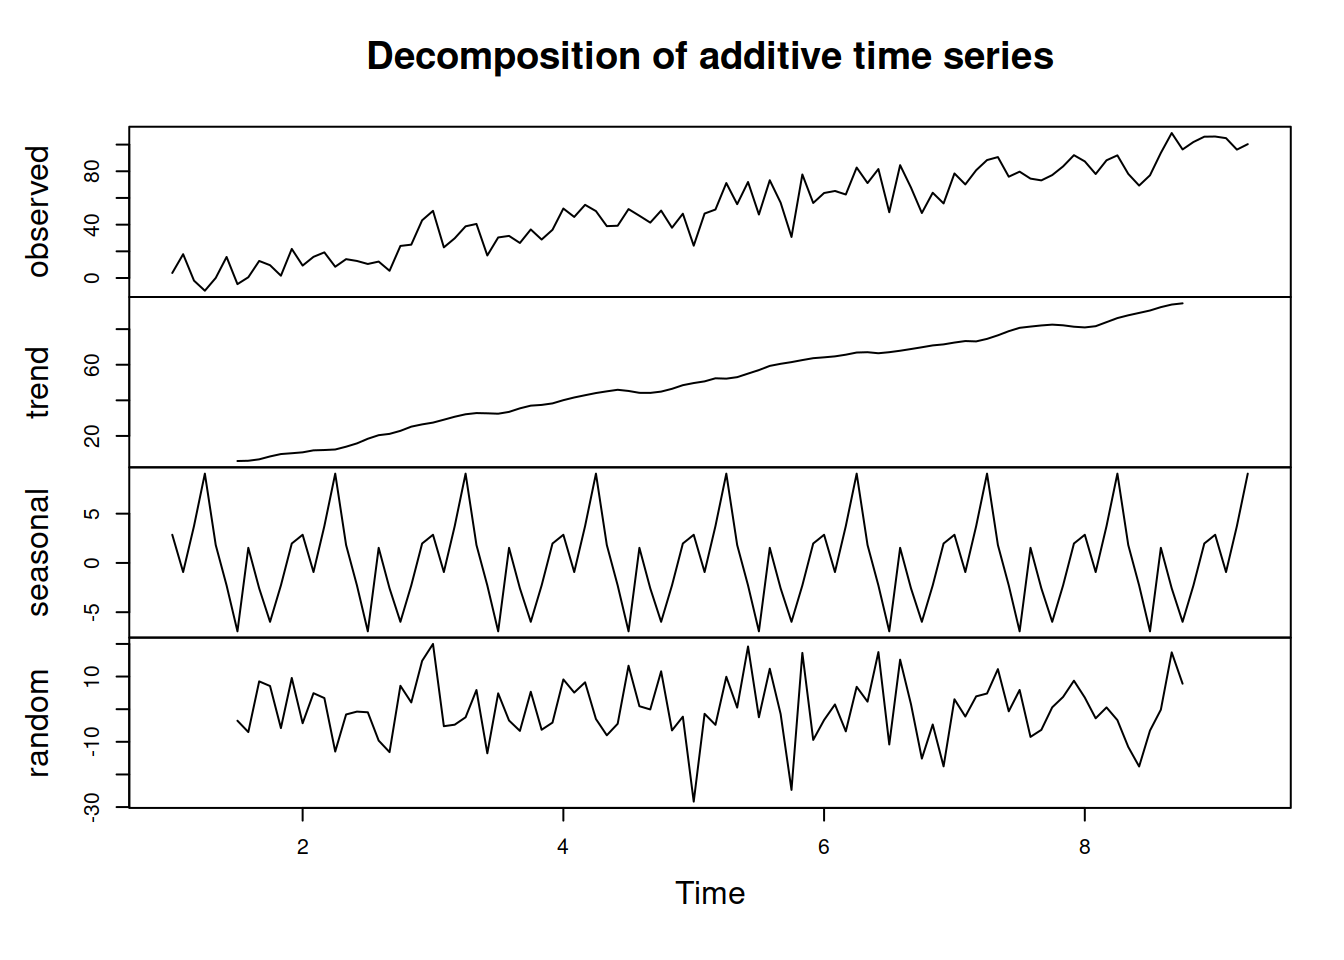 Decomposition of additive time series
observed
0 40 80
trend
20 60
seasonal
-5 0 5
random
-30 -10 10
2 4 6 8
Time